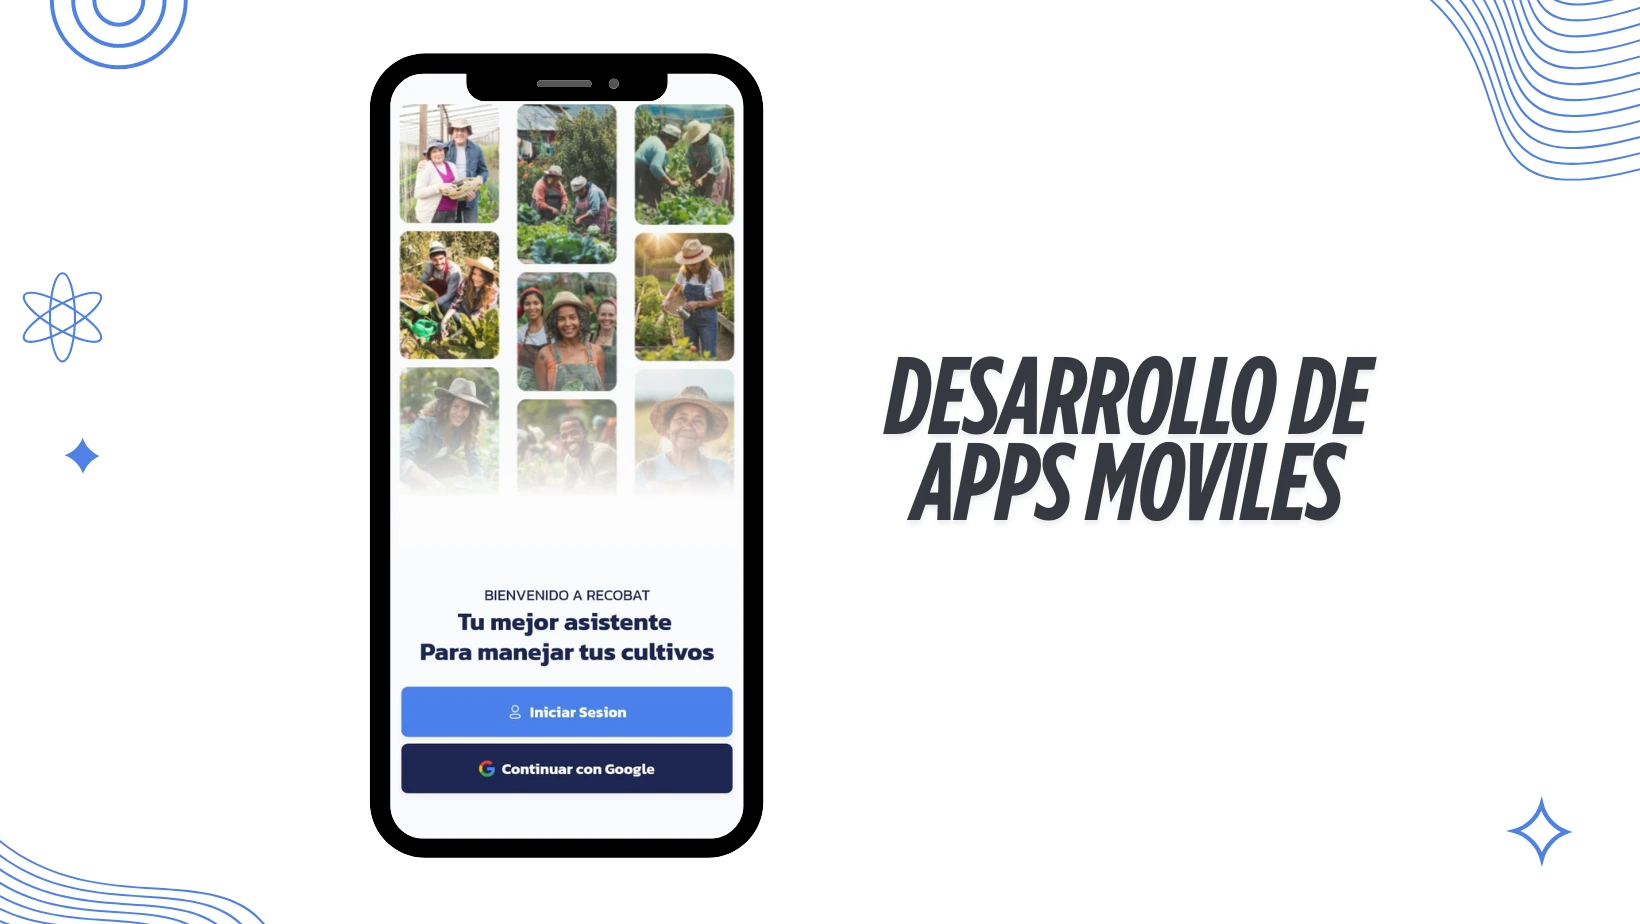 BIENVENIDO A RECOBAT
Tu mejor asistente
Para manejar tus cultivos
Iniciar Sesion
Continuar con Google
DESARROLLO DE
APPS MOVILES